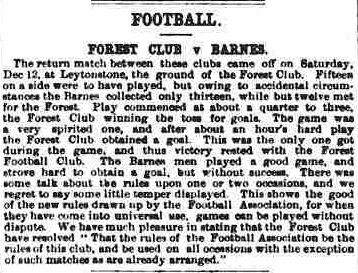 FOOTBALL.
FOREST CLUB v BARNES.
The return match between these clubs came off on Saturday,
Dec 12, at Leytonstone, the ground of the Forest Club. Fifteen
on a side were to have played, but owing to accidental circum-
stances the Barnes collected only thirteen, while but twelve met
for the Forest. Play commenced at about a quarter to three,
the Forest Club winning the toss for goals. The game was
a very spirited one, and after about an hour's hard play
the Forest Club obtained a goal. This was the only one got
during the game, and thus victory rested with the Forest
Football Club. The Barnes men played a good game, and
strove hard to obtain a goal, but without success. There was
some talk about the rules upon one or two occasions, and we
regret to say some little temper displayed. This shows the good
of the new rules drawn up by the Football Association, for when
they have come into universal use, games can be played without
dispute. We have much pleasure in stating that the Forest Club
have resolved "That the rules of the Football Association be the
rules of this club, and be used on all occasions with the exception
of such matches as are already arranged."